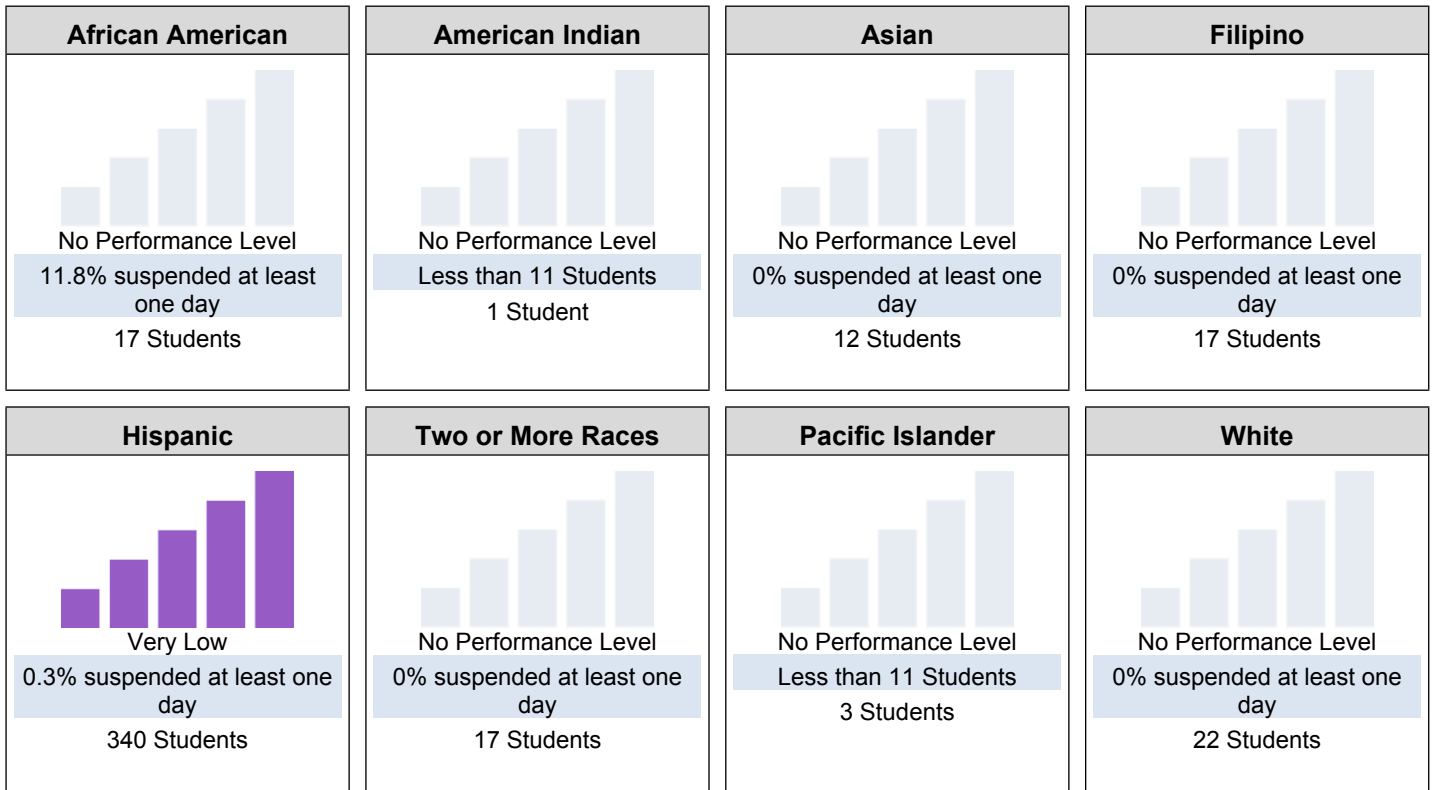 African American
No Performance Level
11.8% suspended at least
one day
17 Students
American Indian
No Performance Level
Less than 11 Students
1 Student
Asian
No Performance Level
0% suspended at least one
day
12 Students
Filipino
No Performance Level
0% suspended at least one
day
17 Students
Hispanic
Very Low
0.3% suspended at least one
day
340 Students
Two or More Races
No Performance Level
0% suspended at least one
day
17 Students
Pacific Islander
No Performance Level
Less than 11 Students
3 Students
White
No Performance Level
0% suspended at least one
day
22 Students